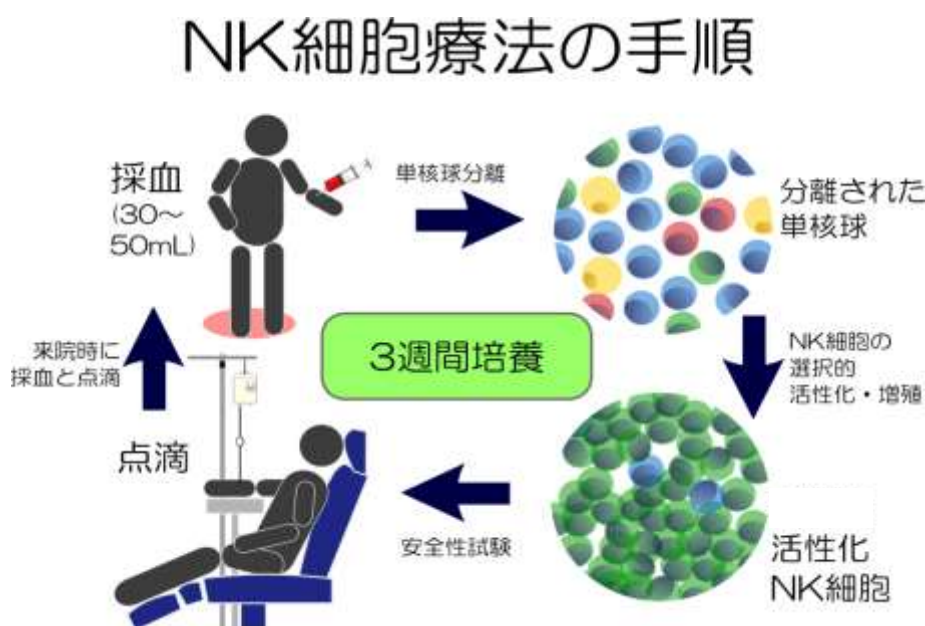 NK細胞療法の手順
採血
(30〜
50mL)
単核球分離
分離された
単核球
NK細胞の
選択的
活性化・増殖
3週間培養
来院時に
採血と点滴
点滴
安全性試験
活性化
NK細胞